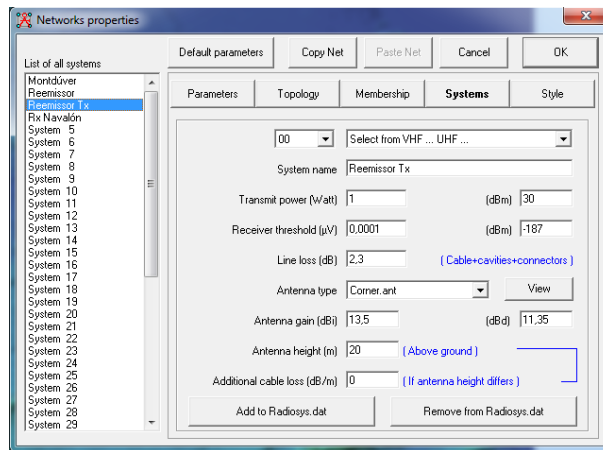 Networks properties
Default parameters Copy Net Paste Net Cancel OK
List of all systems
Montdúver
Reemissor
Reemissor Tx
Rx Navalón
System 5
System 6
System 7
System 8
System 9
System 10
System 11
System 12
System 13
System 14
System 15
System 16
System 17
System 18
System 19
System 20
System 21
System 22
System 23
System 24
System 25
System 26
System 27
System 28
System 29
Parameters Topology Membership Systems Style
00 Select from VHF ... UHF ...
System name Reemissor Tx
Transmit power (Watt) 1 (dBm) 30
Receiver threshold (µV) 0,0001 (dBm) -187
Line loss (dB) 2,3 ( Cable+cavities+connectors )
Antenna type Corner.ant View
Antenna gain (dBi) 13,5 (dBd) 11,35
Antenna height (m) 20 ( Above ground )
Additional cable loss (dB/m) 0 ( If antenna height differs )
Add to Radiosys.dat Remove from Radiosys.dat